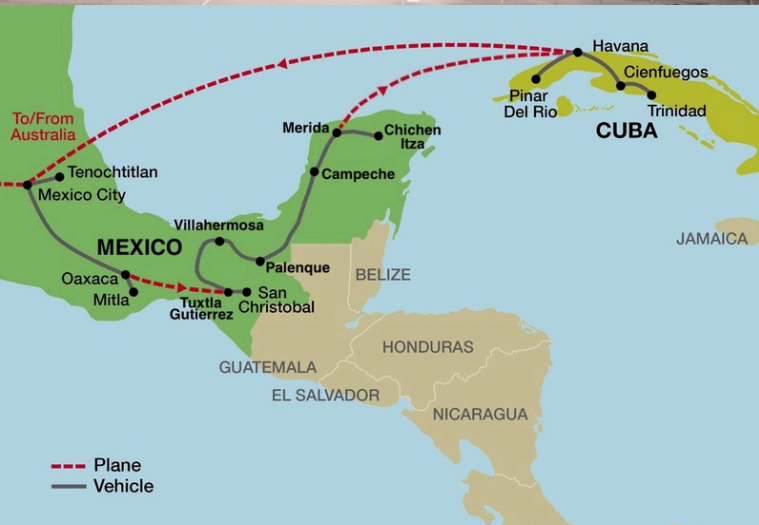 Havana
Cienfuegos
Pinar
Del Rio
Trinidad
CUBA
To/From
Australia
Merida
Chichen
Itza
Tenochtitlan
Campeche
Mexico City
Villahermosa
MEXICO
JAMAICA
Palenque
BELIZE
Oaxaca
Mitla
Tuxtla
Gutierrez
San
Christobal
HONDURAS
GUATEMALA
EL SALVADOR
NICARAGUA
Plane
Vehicle